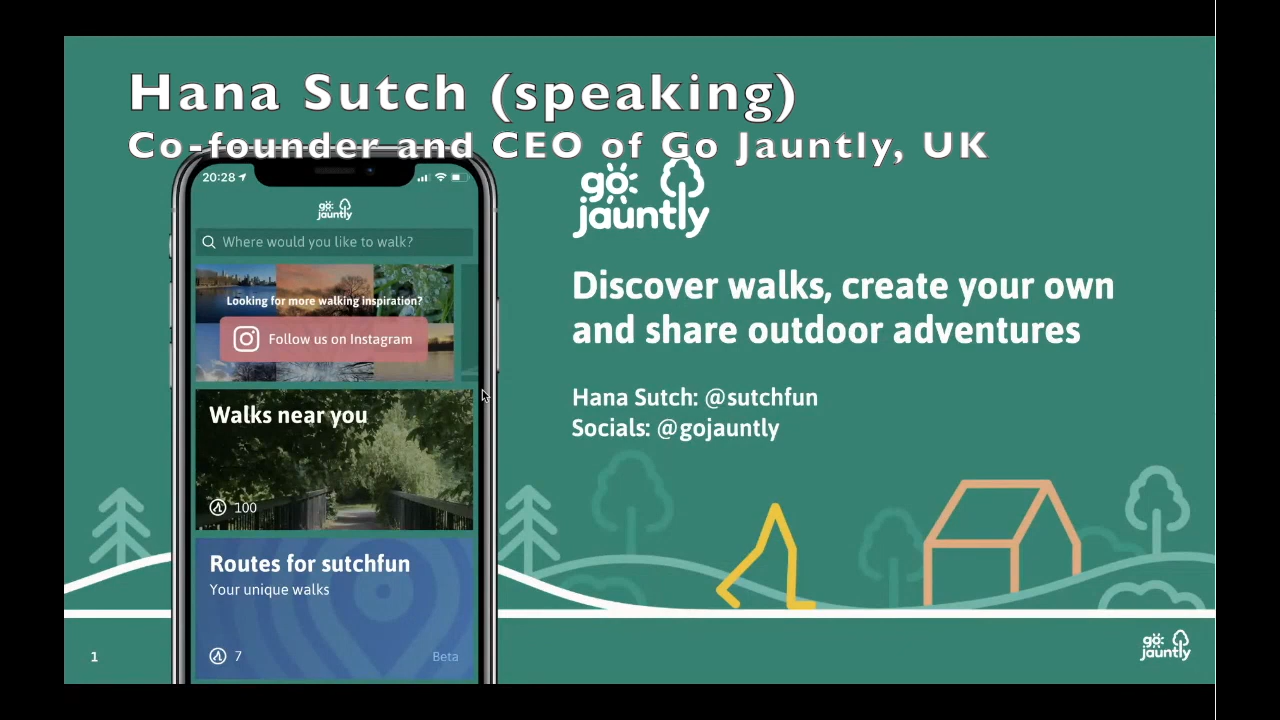 Hana Sutch (speaking)
Co-founder and CEO of Go Jauntly, UK
20:28
go
jauntly
Where would you like to walk?
Looking for more walking inspiration?
Follow us on Instagram
Walks near you
100
Routes for sutchfun
Your unique walks
7
Beta
go
jauntly
Discover walks, create your own
and share outdoor adventures
Hana Sutch: @sutchfun
Socials: @gojauntly
1
go
jauntly